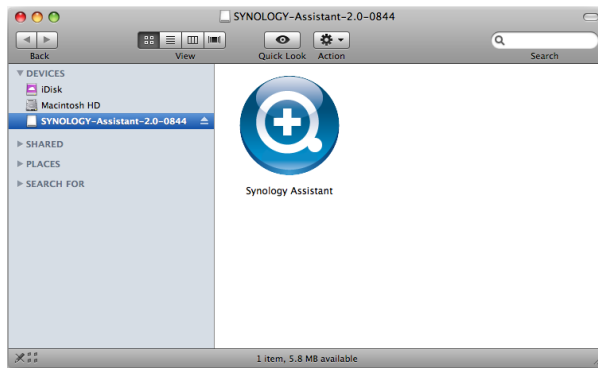 SYNOLOGY-Assistant-2.0-0844
Back
View
Quick Look
Action
Search
DEVICES
iDisk
Macintosh HD
SYNOLOGY-Assistant-2.0-0844
SHARED
PLACES
SEARCH FOR
Synology Assistant
1 item, 5.8 MB available